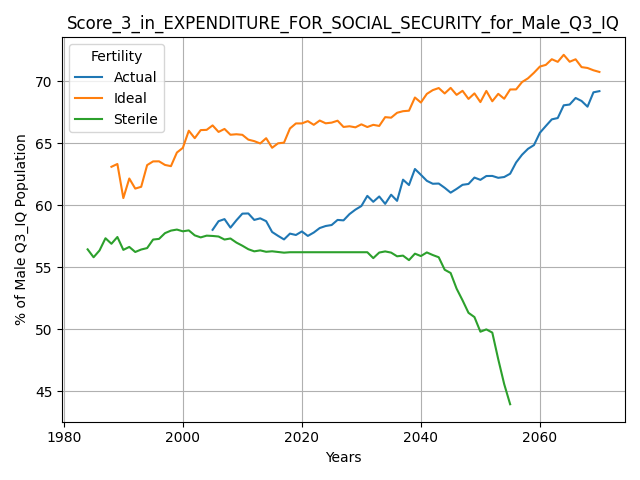 Score_3_in_EXPENDITURE_FOR_SOCIAL_SECURITY_for_Male_Q3_IQ
Fertility
Actual
Ideal
Sterile
% of Male Q3_IQ Population
70
65
60
55
50
45
1980
2000
2020
2040
2060
Years